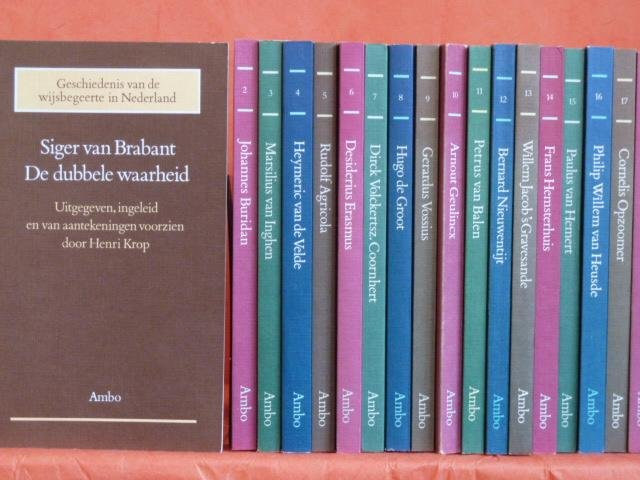 Geschiedenis van de
wijsbegeerte in Nederland
Siger van Brabant
De dubbele waarheid
Uitgegeven, ingeleid
en van aantekeningen voorzien
door Henri Krop
Ambo
2
Johannes Buridan
Ambo
3
Marsilius van Inghen
Ambo
4
Heymeric van de Velde
Ambo
5
Rudolf Agricola
Ambo
6
Desiderius Erasmus
Ambo
7
Dirck Volckertsz. Coornhert
Ambo
8
Hugo de Groot
Ambo
9
Gerardus Vossius
Ambo
10
Arnout Geulincx
Ambo
11
Petrus van Balen
Ambo
12
Bernard Nieuwentijt
Ambo
13
Willem Jacob 's Gravesande
Ambo
14
Frans Hemsterhuis
Ambo
15
Paulus van Hemert
Ambo
16
Philip Willem van Heusde
Ambo
17
Cornelis Opzoomer
Ambo